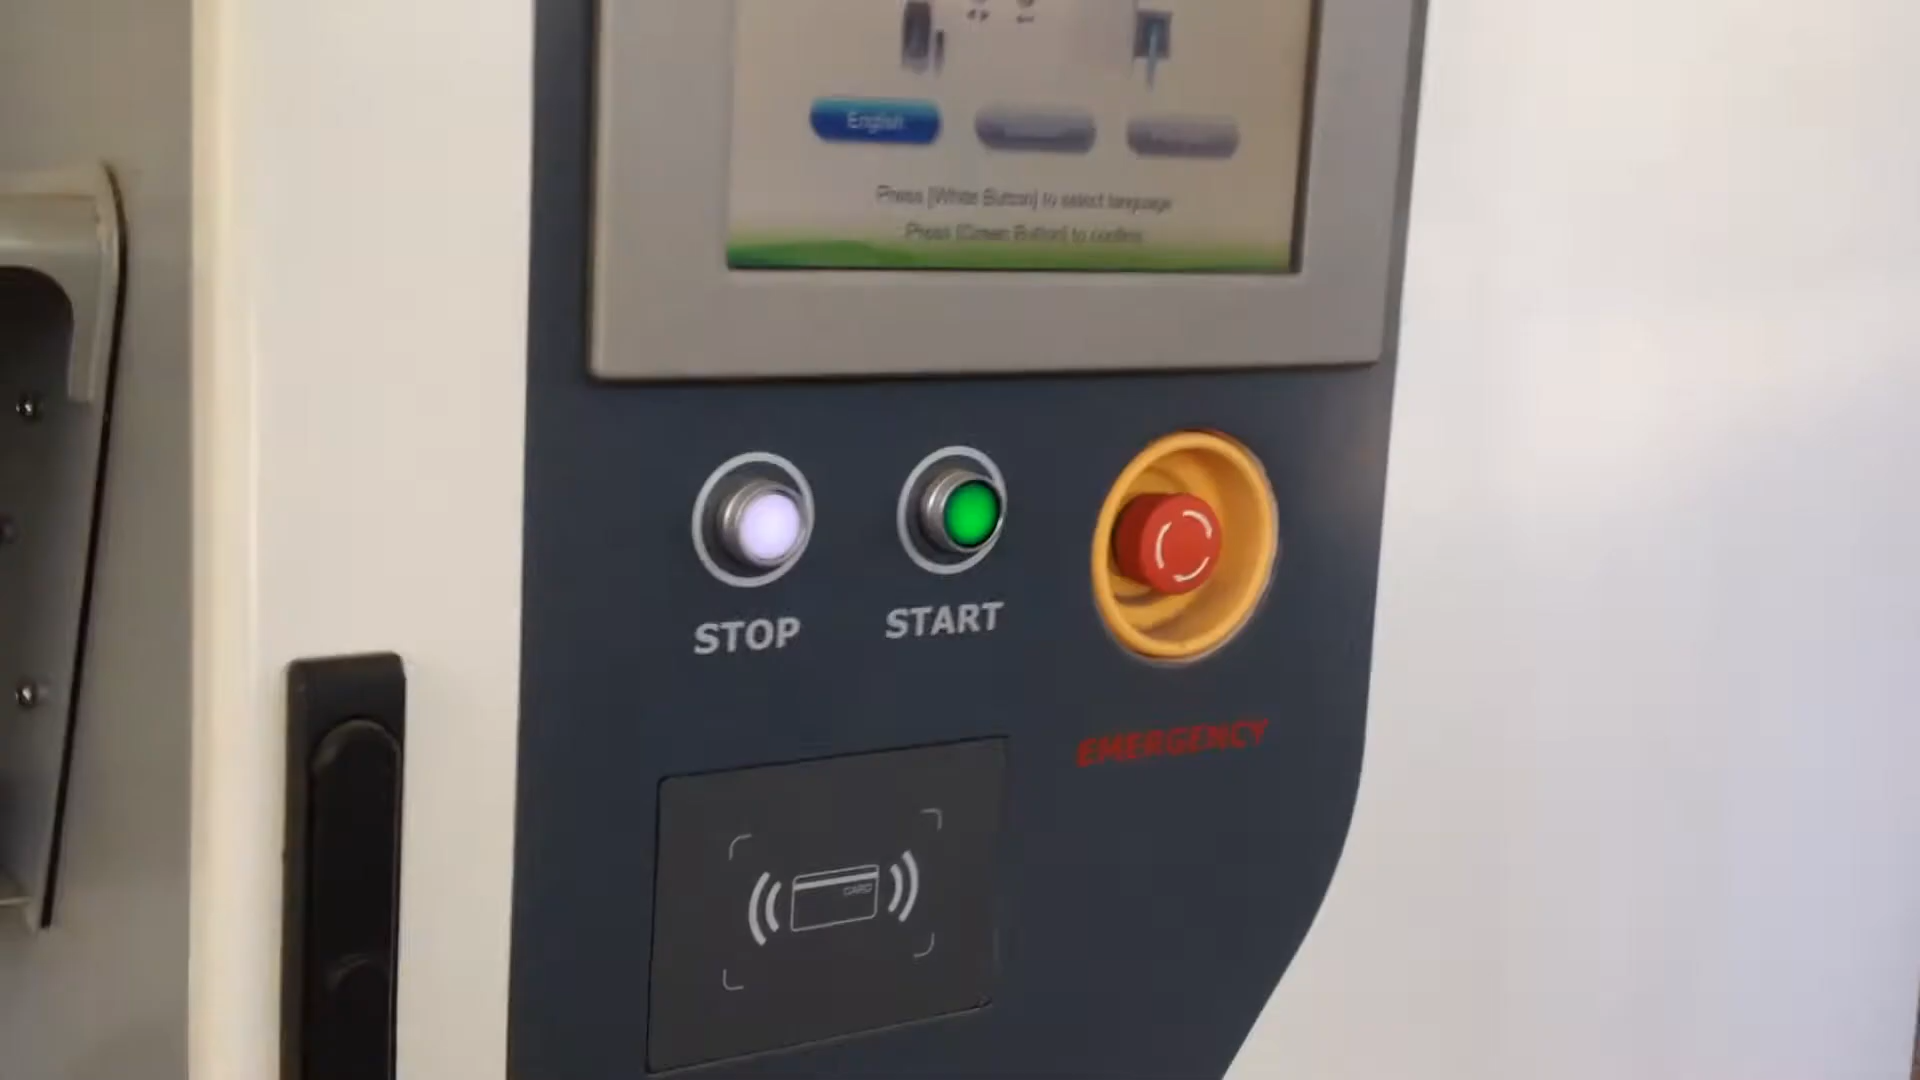 English
Press [White Button] to select language
Press [Green Button] to confirm
STOP
START
EMERGENCY
CARD